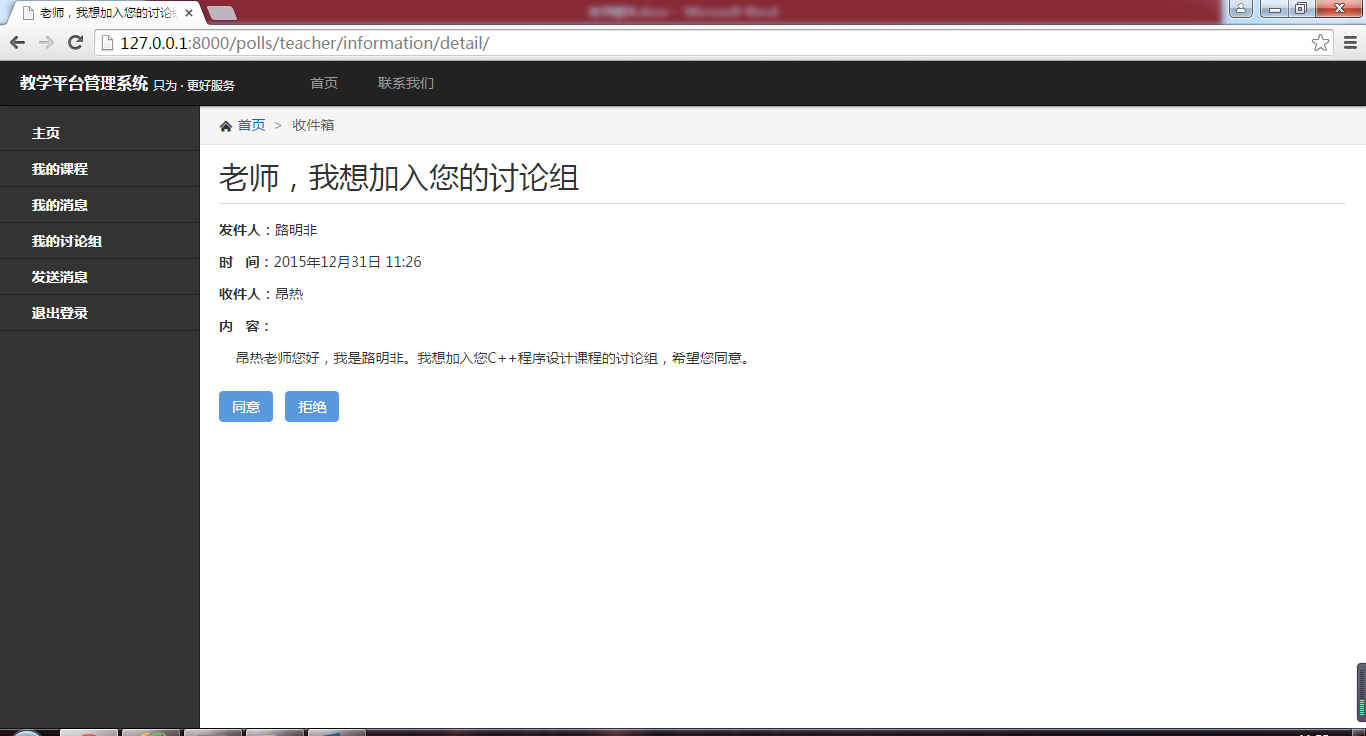 老师，我想加入您的讨论
127.0.0.1:8000/polls/teacher/information/detail/
教学平台管理系统 只为 · 更好服务 首页 联系我们
主页
我的课程
我的消息
我的讨论组
发送消息
退出登录
首页 > 收件箱
老师，我想加入您的讨论组
发件人：路明非
时 间：2015年12月31日 11:26
收件人：昂热
内 容：
昂热老师您好，我是路明非。我想加入您C++程序设计课程的讨论组，希望您同意。
同意 拒绝